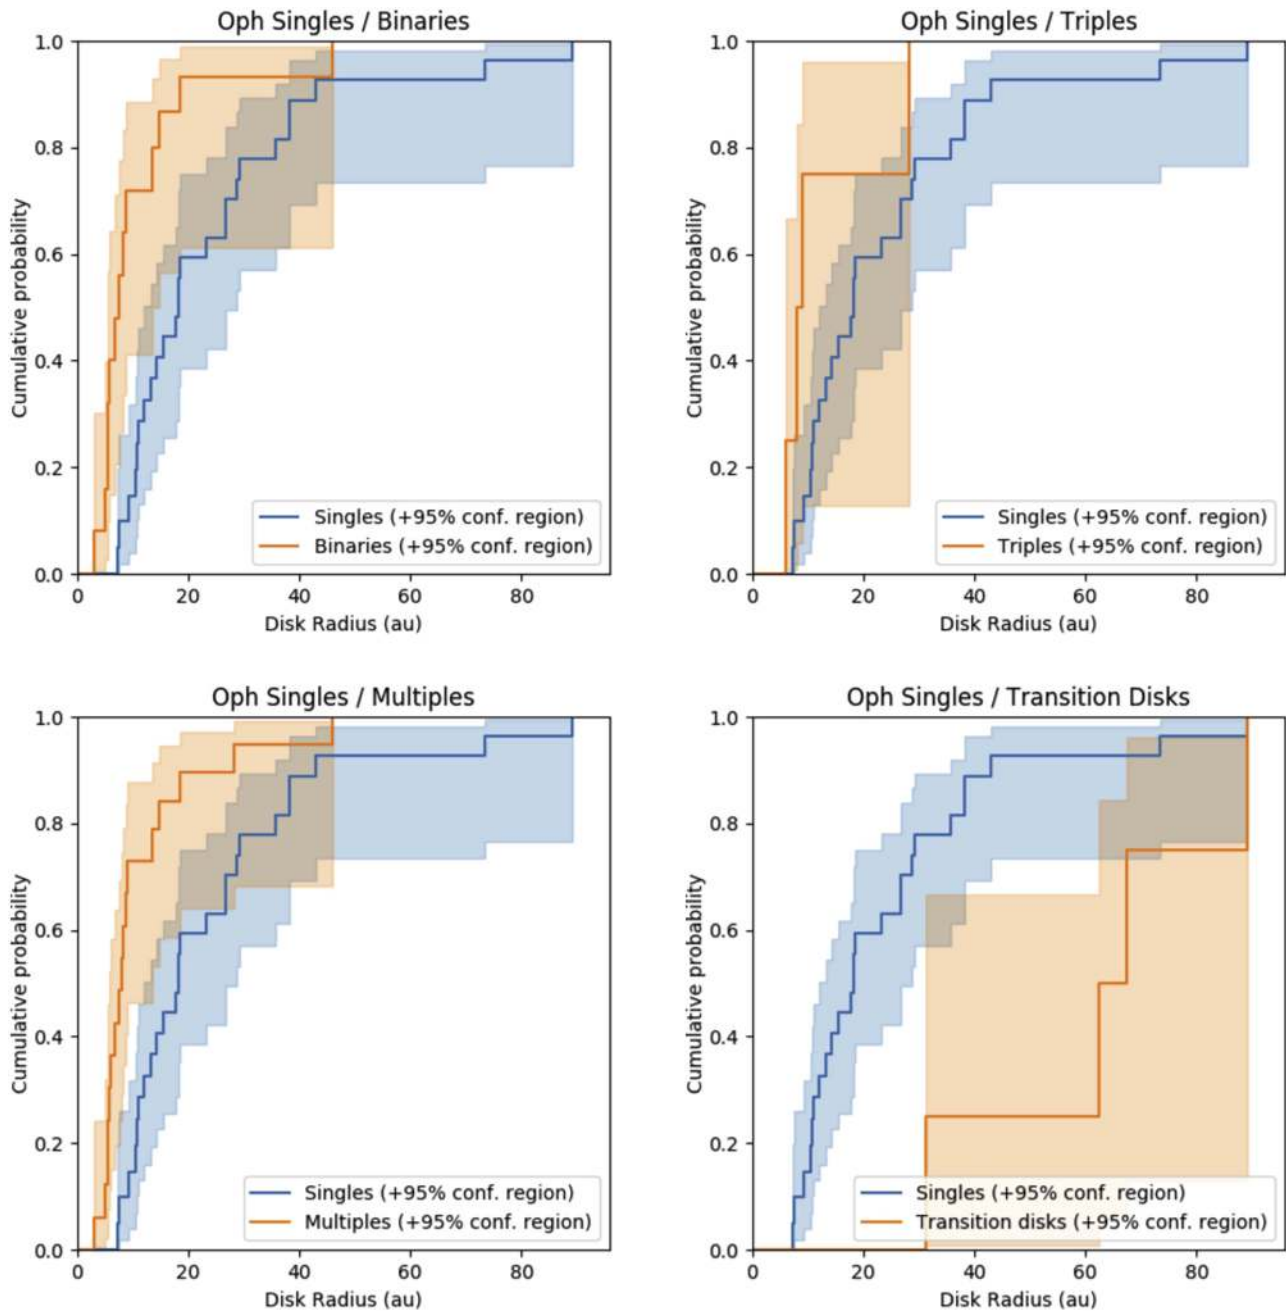 Oph Singles / Binaries
1.0
0.8
0.6
0.4
0.2
0.0
Cumulative probability
Singles (+95% conf. region)
Binaries (+95% conf. region)
0 20 40 60 80
Disk Radius (au)
Oph Singles / Triples
1.0
0.8
0.6
0.4
0.2
0.0
Cumulative probability
Singles (+95% conf. region)
Triples (+95% conf. region)
0 20 40 60 80
Disk Radius (au)
Oph Singles / Multiples
1.0
0.8
0.6
0.4
0.2
0.0
Cumulative probability
Singles (+95% conf. region)
Multiples (+95% conf. region)
0 20 40 60 80
Disk Radius (au)
Oph Singles / Transition Disks
1.0
0.8
0.6
0.4
0.2
0.0
Cumulative probability
Singles (+95% conf. region)
Transition disks (+95% conf. region)
0 20 40 60 80
Disk Radius (au)